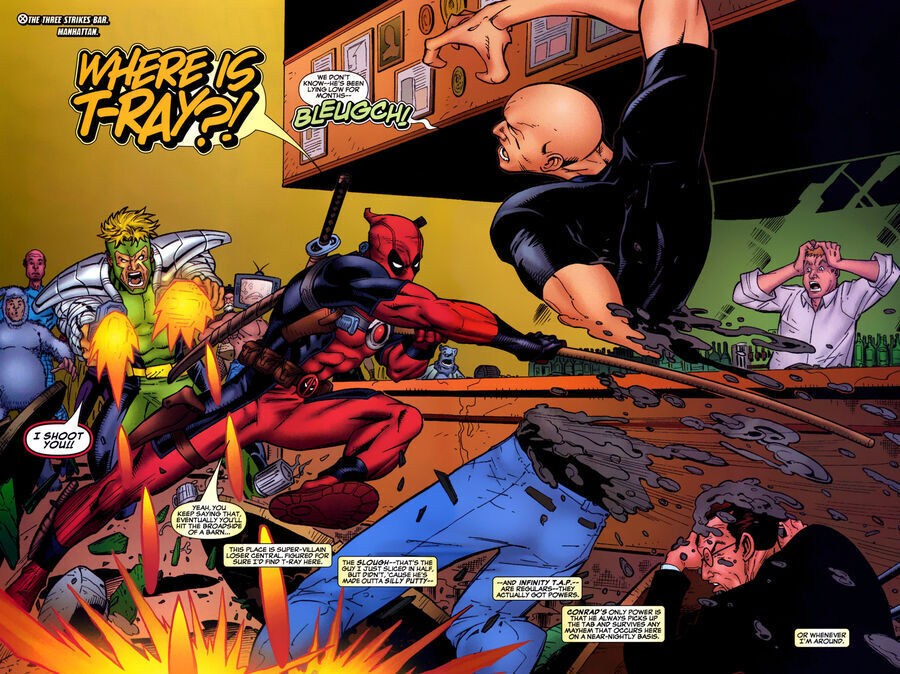 THE THREE STRIKES BAR.
MANHATTAN.
WHERE IS
T-RAY?!
WE DON'T
KNOW--HE'S BEEN
LYING LOW FOR
MONTHS--
BLEUGCH!
I SHOOT
YOU!!
YEAH, YOU
KEEP SAYING THAT,
EVENTUALLY YOU'LL
HIT THE BROADSIDE
OF A BARN...
THIS PLACE IS SUPER-VILLAIN
LOSER CENTRAL. FIGURED FOR
SURE I'D FIND T-RAY HERE.
THE SLOUGH--THAT'S THE
GUY I JUST SLICED IN HALF,
BUT DIDN'T, 'CAUSE HE'S
MADE OUTTA SILLY PUTTY--
--AND INFINITY T.A.P.--
ARE REGULARS--THEY
ACTUALLY GOT POWERS.
CONRAD'S ONLY POWER IS
THAT HE ALWAYS PICKS UP
THE TAB AND SURVIVES ANY
MAYHEM THAT OCCURS HERE
ON A NEAR-NIGHTLY BASIS.
OR WHENEVER
I'M AROUND.